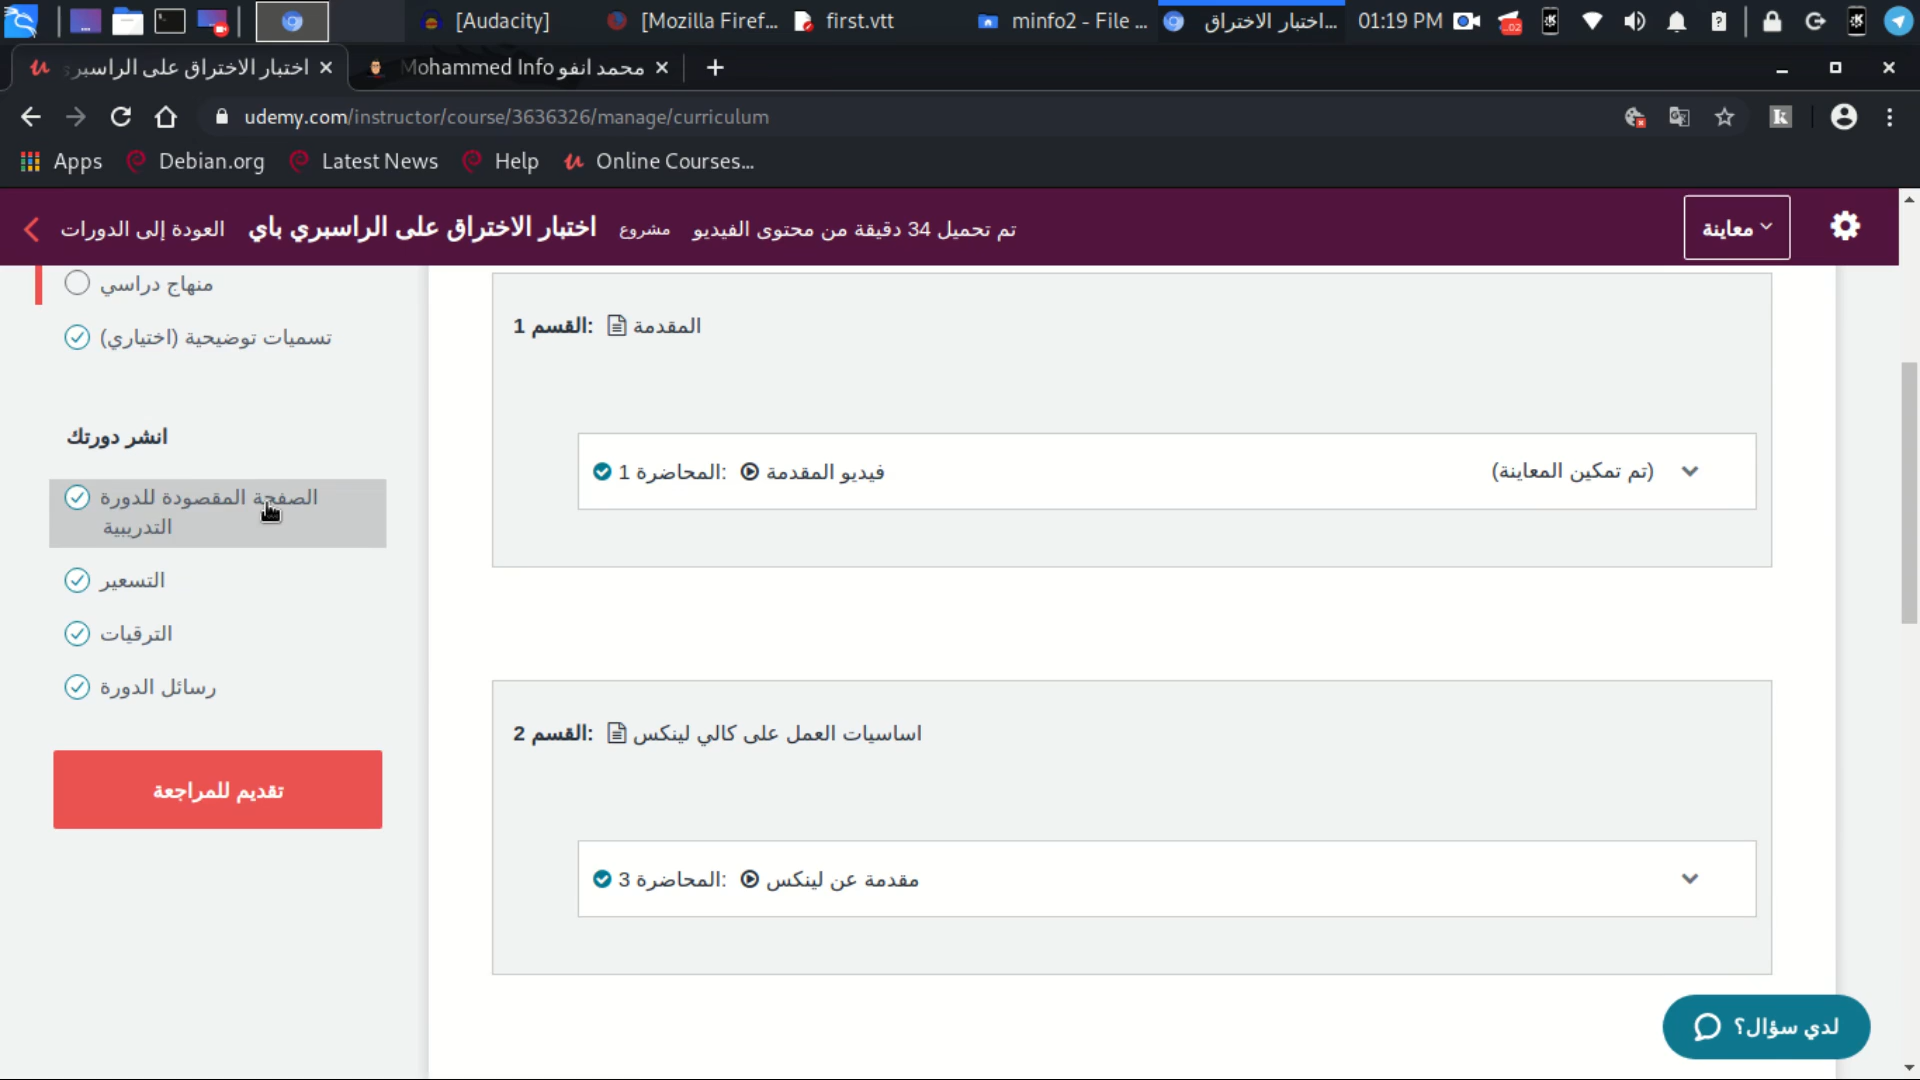 [Audacity]
[Mozilla Firef...
first.vtt
minfo2 - File ...
اختبار الاختراق...
01:19 PM
اختبار الاختراق على الراسبر
محمد انفو Mohammed Info
udemy.com/instructor/course/3636326/manage/curriculum
Apps
Debian.org
Latest News
Help
Online Courses...
العودة إلى الدورات
اختبار الاختراق على الراسبري باي
مشروع
تم تحميل 34 دقيقة من محتوى الفيديو
معاينة
منهاج دراسي
تسميات توضيحية (اختياري)
انشر دورتك
الصفحة المقصودة للدورة
التدريبية
التسعير
الترقيات
رسائل الدورة
تقديم للمراجعة
القسم 1: المقدمة
المحاضرة 1: فيديو المقدمة
(تم تمكين المعاينة)
القسم 2: اساسيات العمل على كالي لينكس
المحاضرة 3: مقدمة عن لينكس
لدي سؤال؟